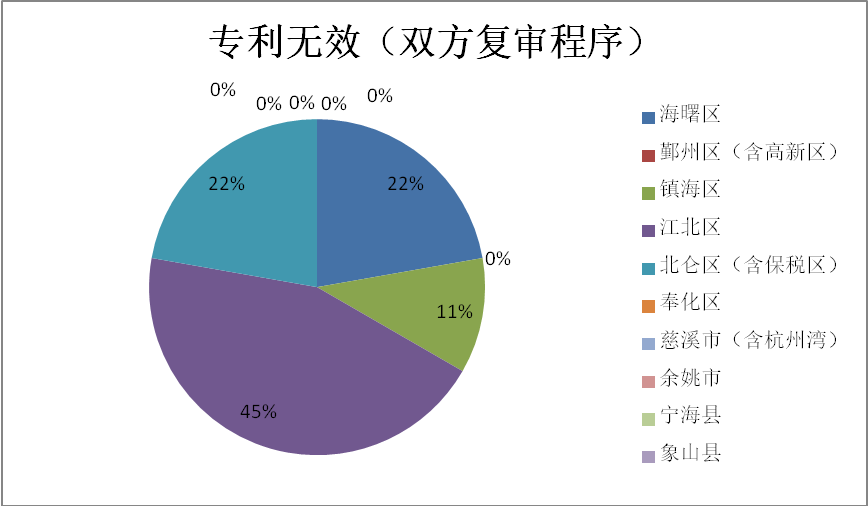 专利无效（双方复审程序）
0%
0%
0%
0%
0%
22%
22%
0%
11%
45%
海曙区
鄞州区（含高新区）
镇海区
江北区
北仑区（含保税区）
奉化区
慈溪市（含杭州湾）
余姚市
宁海县
象山县